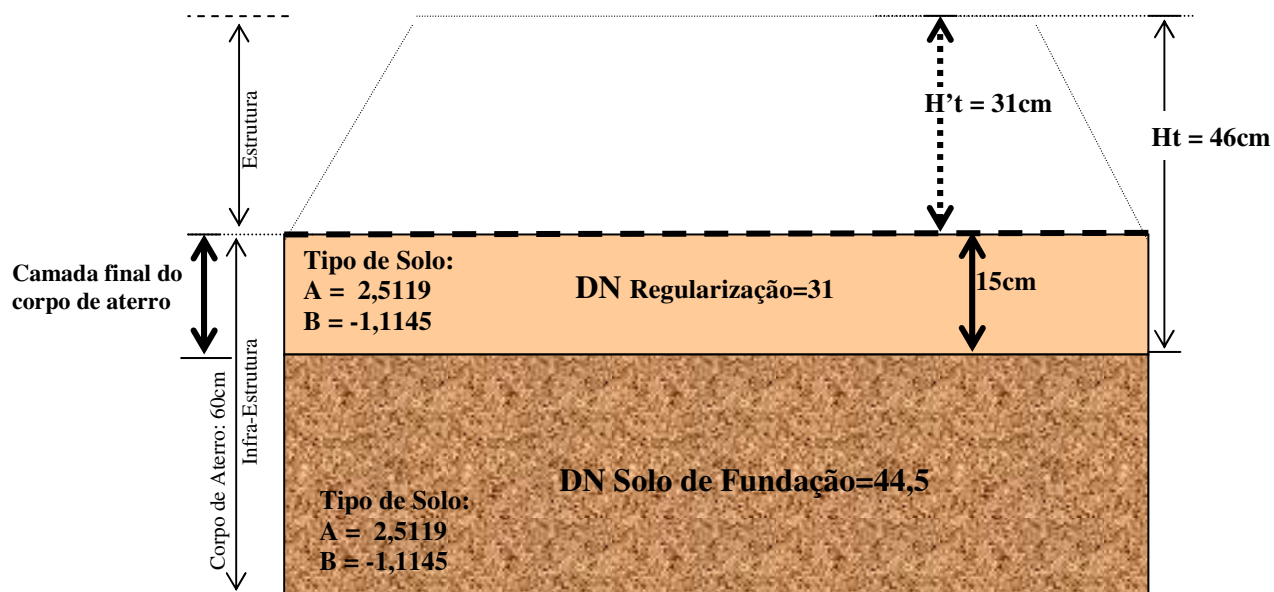 Estrutura
H’t = 31cm
Ht = 46cm
Camada final do
corpo de aterro
Tipo de Solo:
A = 2,5119
B = -1,1145
DN Regularização=31
15cm
Corpo de Aterro: 60cm
Infra-Estrutura
DN Solo de Fundação=44,5
Tipo de Solo:
A = 2,5119
B = -1,1145